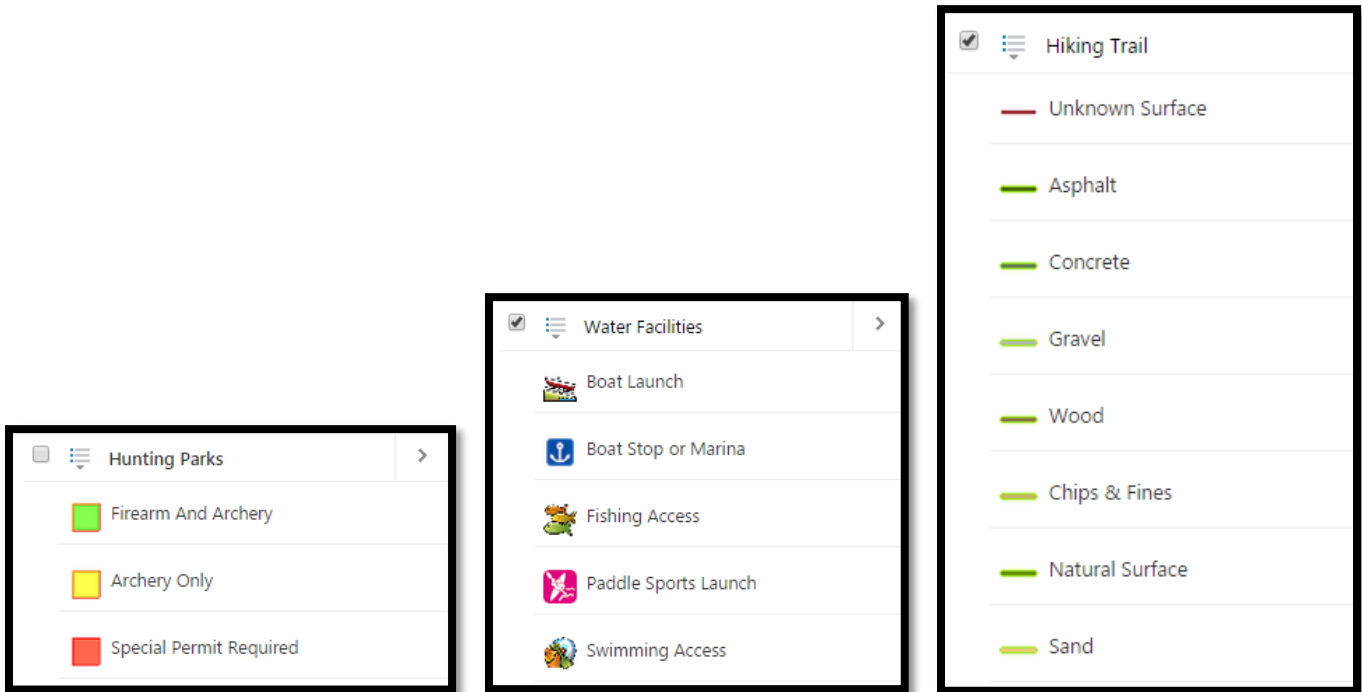 Hunting Parks
Firearm And Archery
Archery Only
Special Permit Required
Water Facilities
Boat Launch
Boat Stop or Marina
Fishing Access
Paddle Sports Launch
Swimming Access
Hiking Trail
Unknown Surface
Asphalt
Concrete
Gravel
Wood
Chips & Fines
Natural Surface
Sand